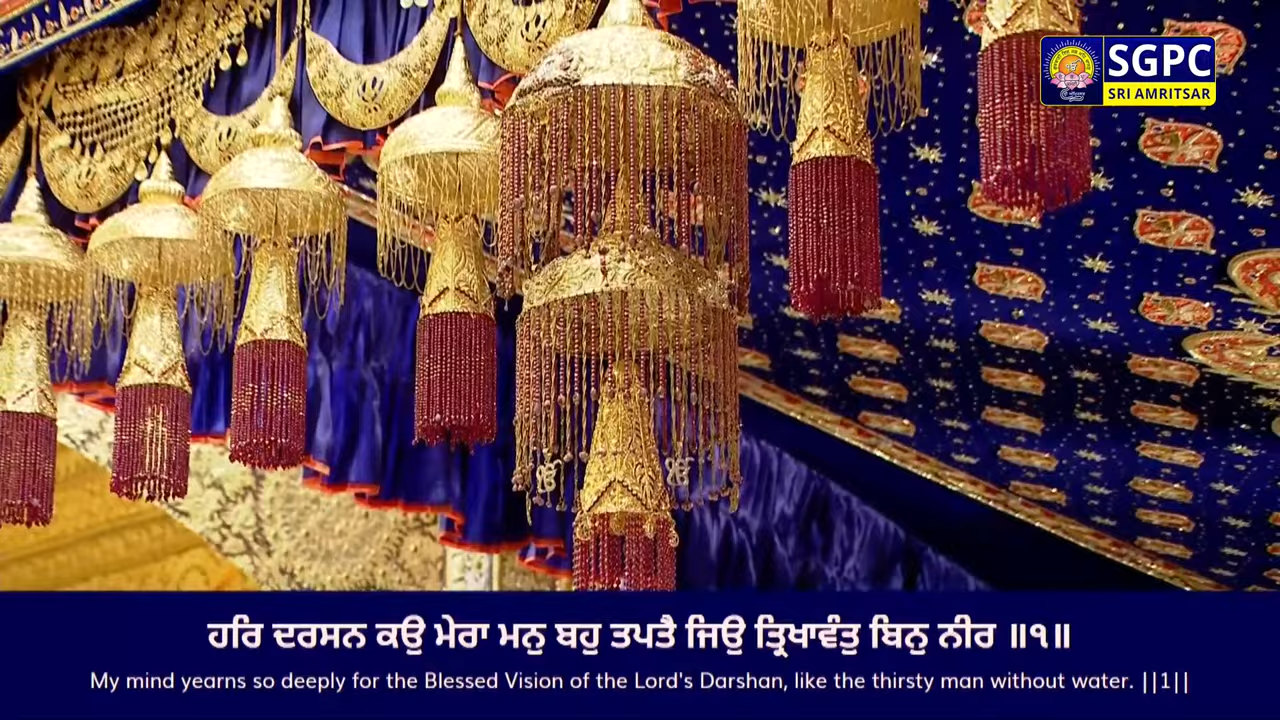 SGPC
SRI AMRITSAR
ਹਰਿ ਦਰਸਨ ਕਉ ਮੇਰਾ ਮਨੁ ਬਹੁ ਤਪਤੈ ਜਿਉ ਤ੍ਰਿਖਾਵੰਤੁ ਬਿਨੁ ਨੀਰ ॥੧॥
My mind yearns so deeply for the Blessed Vision of the Lord's Darshan, like the thirsty man without water. ||1||